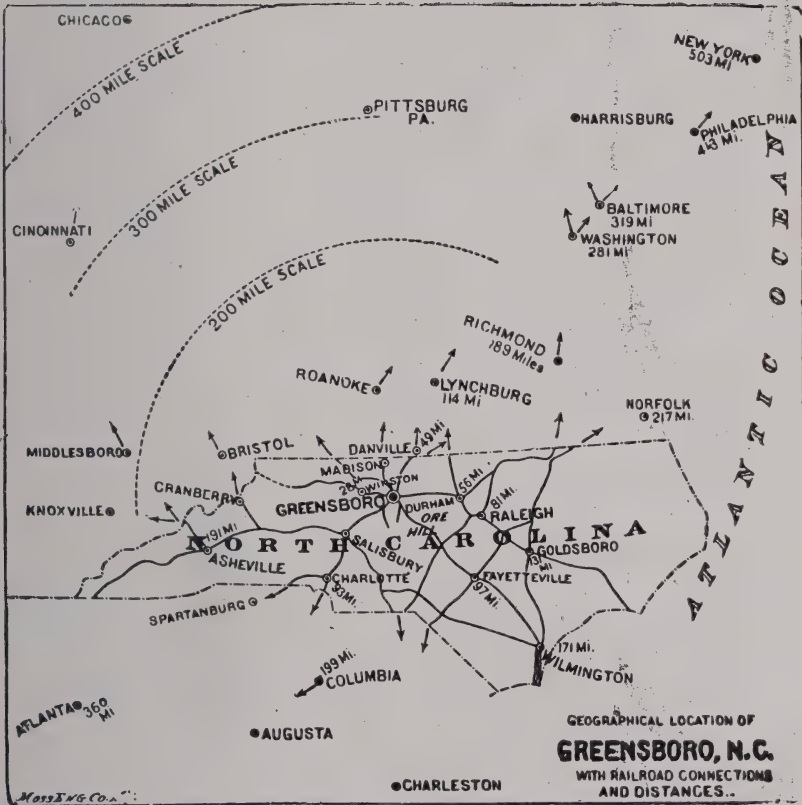 CHICAGO
NEW YORK
503 MI
400 MILE SCALE
PITTSBURG
PA.
HARRISBURG
PHILADELPHIA
413 Mi.
300 MILE SCALE
CINCINNATI
BALTIMORE
319 Mi
WASHINGTON
281 Mi
ATLANTIC OCEAN
200 MILE SCALE
RICHMOND
189 Miles
ROANOKE
LYNCHBURG
114 Mi
NORFOLK
217 MI.
MIDDLESBORO
BRISTOL
DANVILLE
49 Mi
MADISON
WINSTON
CRANBERRY
GREENSBORO
DURHAM
56 Mi.
81 Mi.
RALEIGH
ORE
HILL
KNOXVILLE
NORTH CAROLINA
191 Mi
ASHEVILLE
SALISBURY
GOLDSBORO
MI
CHARLOTTE
93 Mi.
FAYETTEVILLE
97 Mi.
SPARTANBURG
171 Mi.
WILMINGTON
199 Mi.
COLUMBIA
ATLANTA
360
MI
AUGUSTA
CHARLESTON
GEOGRAPHICAL LOCATION OF
GREENSBORO, N.C.
WITH RAILROAD CONNECTIONS
AND DISTANCES..
MOSS ENG CO.